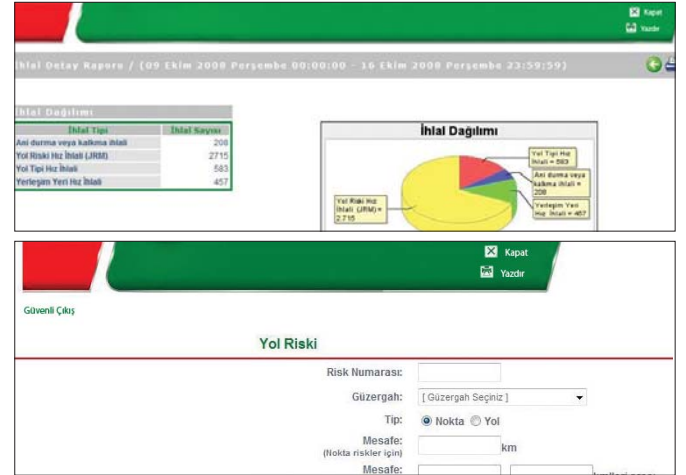 Kapat
Yazdır
İhlal Detay Raporu / (09 Ekim 2008 Perşembe 00:00:00 - 16 Ekim 2008 Perşembe 23:59:59)
İhlal Dağılımı
İhlal Tipi İhlal Sayısı
Ani durma veya kalkma ihlali 208
Yol Riski Hız İhlali (JRM) 2715
Yol Tipi Hız İhlali 583
Yerleşim Yeri Hız İhlali 457
İhlal Dağılımı
Yol Tipi Hız
İhlali = 583
Ani durma veya
kalkma ihlali =
208
Yerleşim Yeri
Hız İhlali = 457
Yol Riski Hız
İhlali (JRM) =
2.715
Kapat
Yazdır
Güvenli Çıkış
Yol Riski
Risk Numarası:
Güzergah: [ Güzergah Seçiniz ]
Tip: Nokta Yol
Mesafe: km
(Nokta riskler için)
Mesafe: